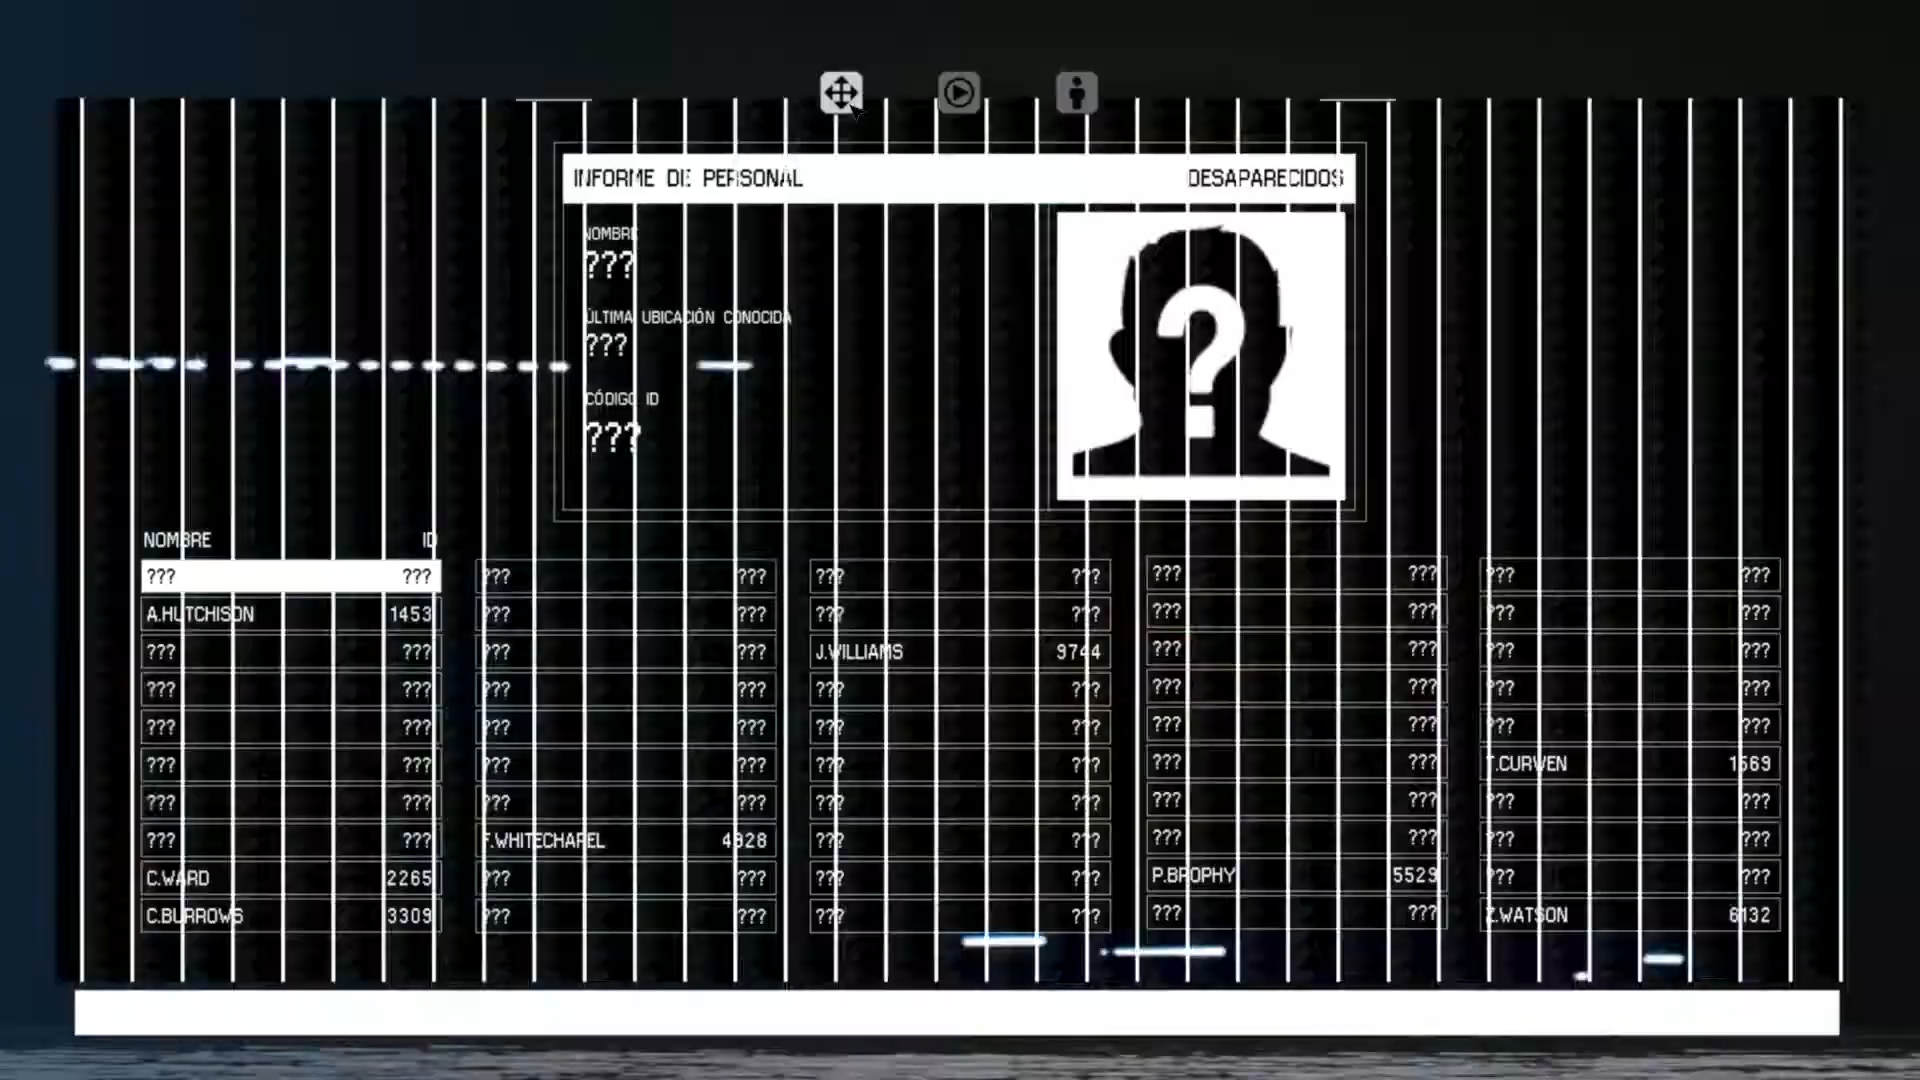 INFORME DE PERSONAL DESAPARECIDOS
NOMBRE
???
ÚLTIMA UBICACIÓN CONOCIDA
???
CÓDIGO ID
???
?
NOMBRE ID
??? ??? ??? ??? ??? ??? ??? ??? ??? ???
A.HUTCHISON 1453 ??? ??? ??? ??? ??? ??? ??? ???
??? ??? ??? ??? J.WILLIAMS 9744 ??? ??? ??? ???
??? ??? ??? ??? ??? ??? ??? ??? ??? ???
??? ??? ??? ??? ??? ??? ??? ??? ??? ???
??? ??? ??? ??? ??? ??? ??? ??? T.CURWEN 1569
??? ??? ??? ??? ??? ??? ??? ??? ??? ???
??? ??? F.WHITECHAPEL 4928 ??? ??? ??? ??? ??? ???
C.WARD 2265 ??? ??? ??? ??? P.BROPHY 5529 ??? ???
C.BURROWS 3309 ??? ??? ??? ??? ??? ??? Z.WATSON 6132